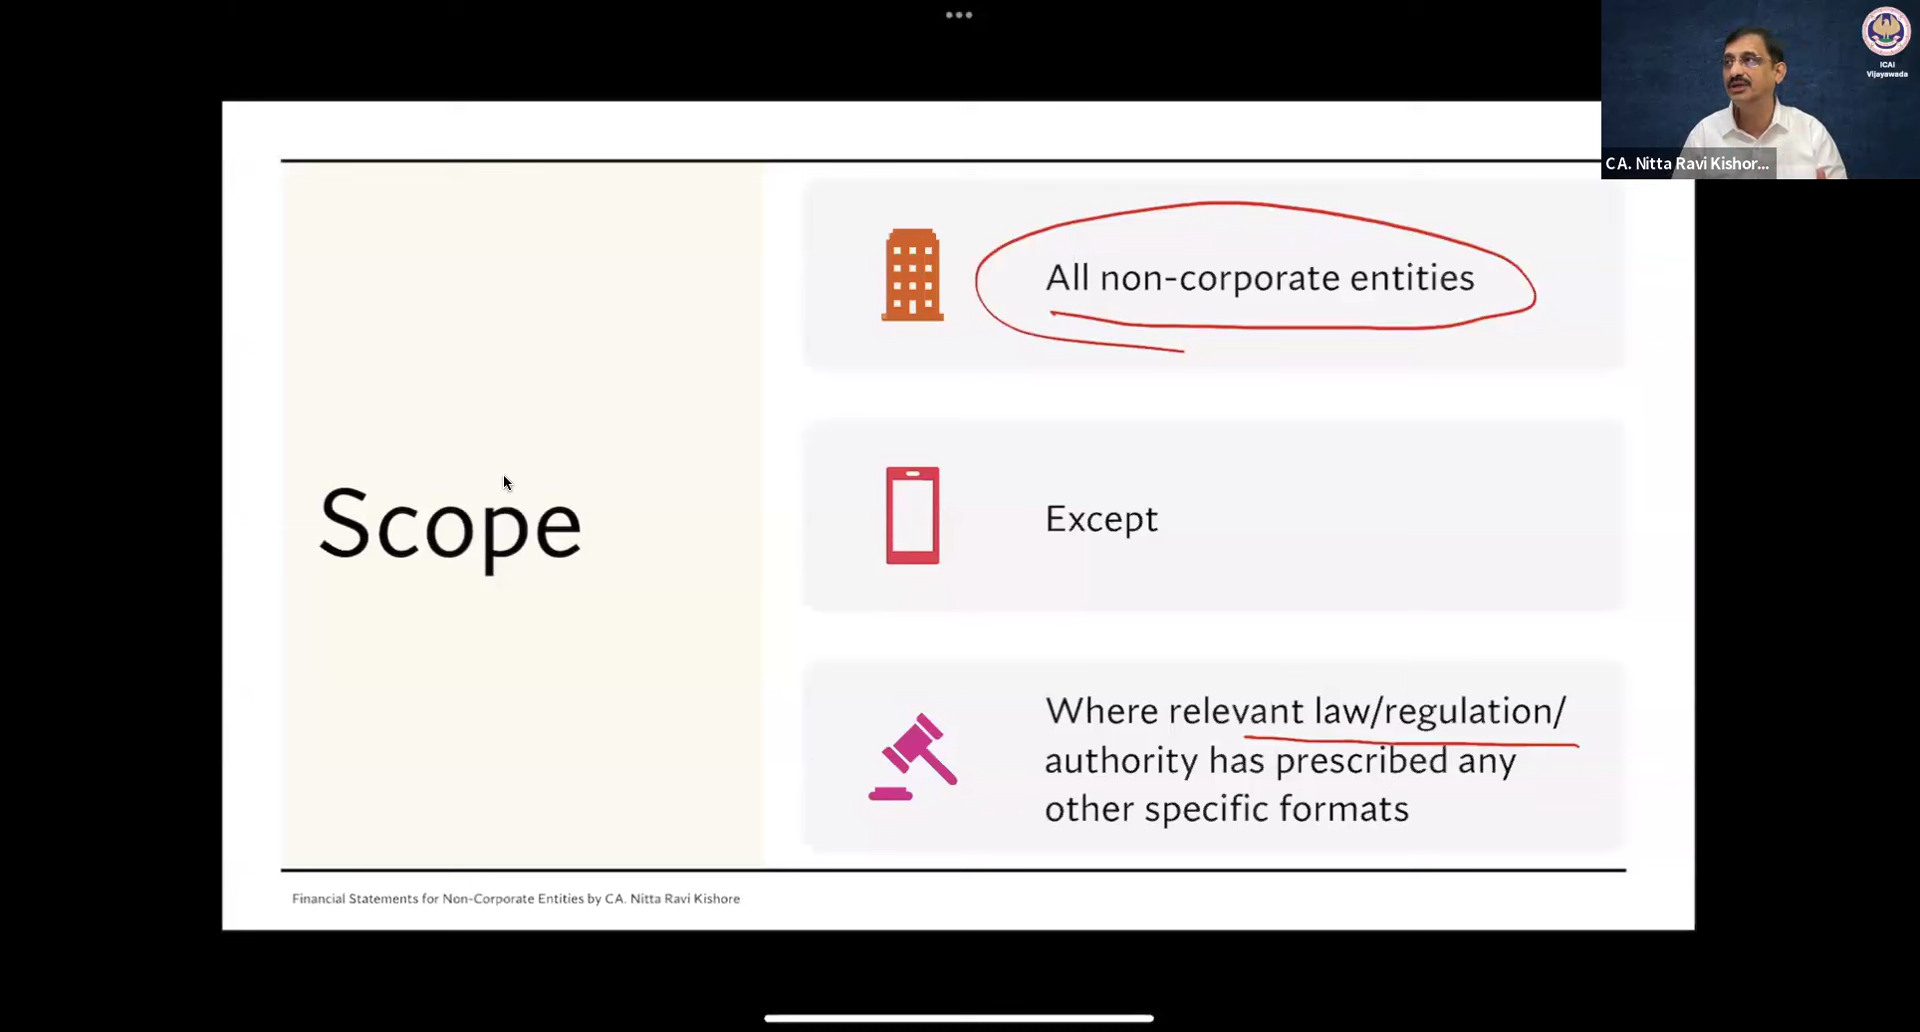 ICAI
Vijayawada
CA. Nitta Ravi Kishor...
Scope
All non-corporate entities
Except
Where relevant law/regulation/
authority has prescribed any
other specific formats
Financial Statements for Non-Corporate Entities by CA. Nitta Ravi Kishore